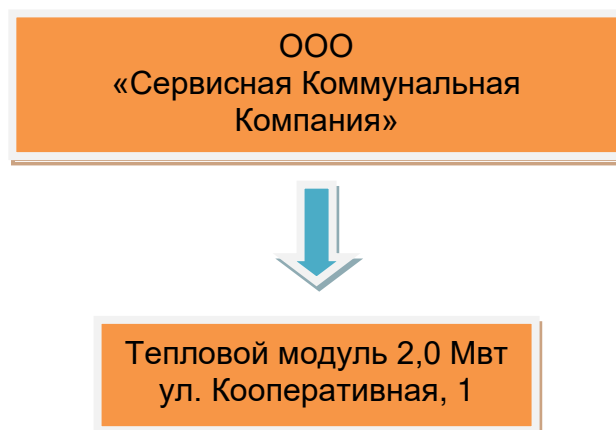 ООО
«Сервисная Коммунальная
Компания»
Тепловой модуль 2,0 Мвт
ул. Кооперативная, 1